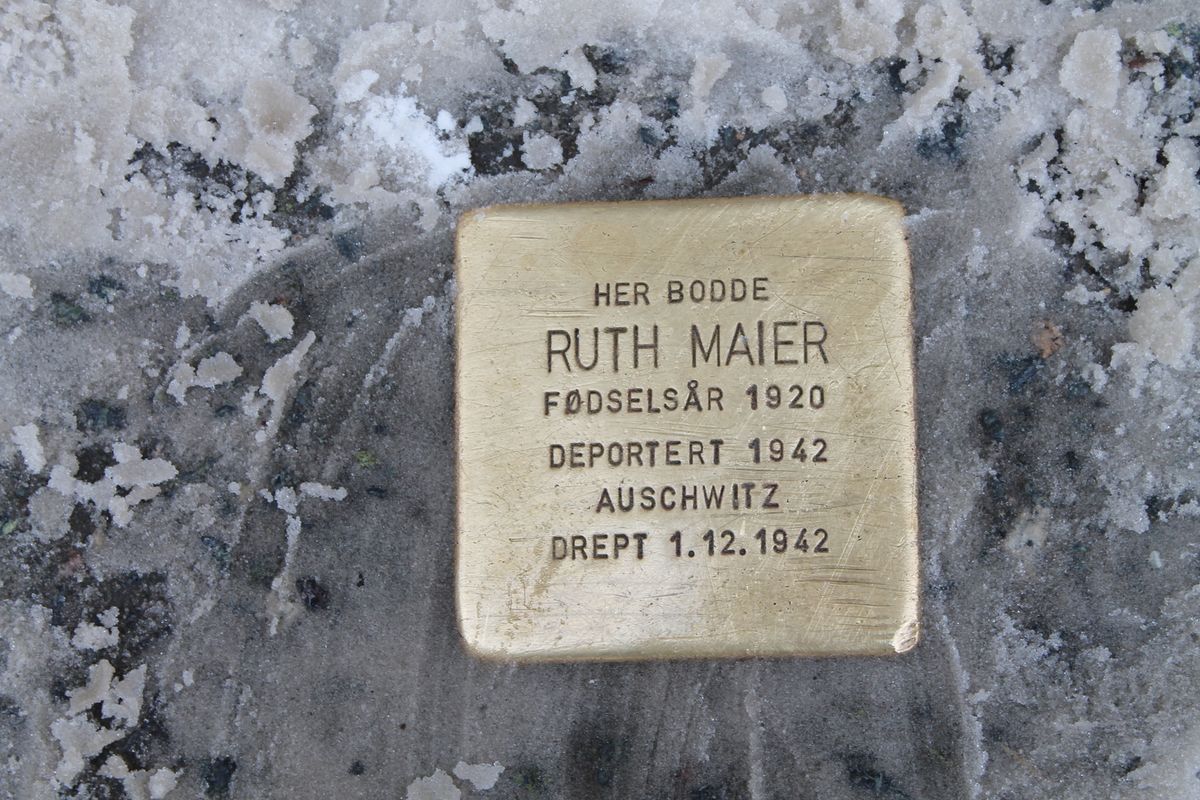 HER BODDE
RUTH MAIER
FØDSELSÅR 1920
DEPORTERT 1942
AUSCHWITZ
DREPT 1.12.1942